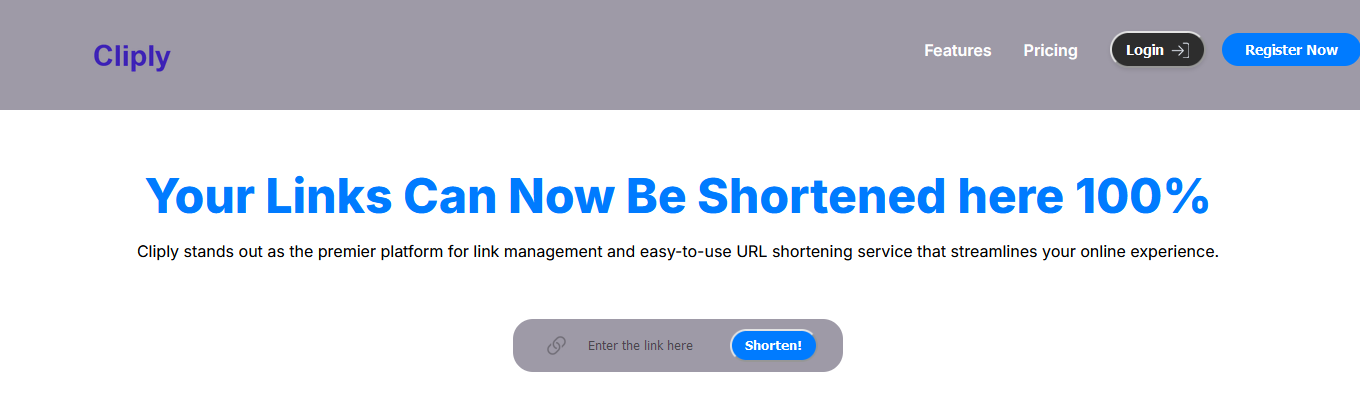 Cliply
Features Pricing Login Register Now
Your Links Can Now Be Shortened here 100%
Cliply stands out as the premier platform for link management and easy-to-use URL shortening service that streamlines your online experience.
Enter the link here Shorten!